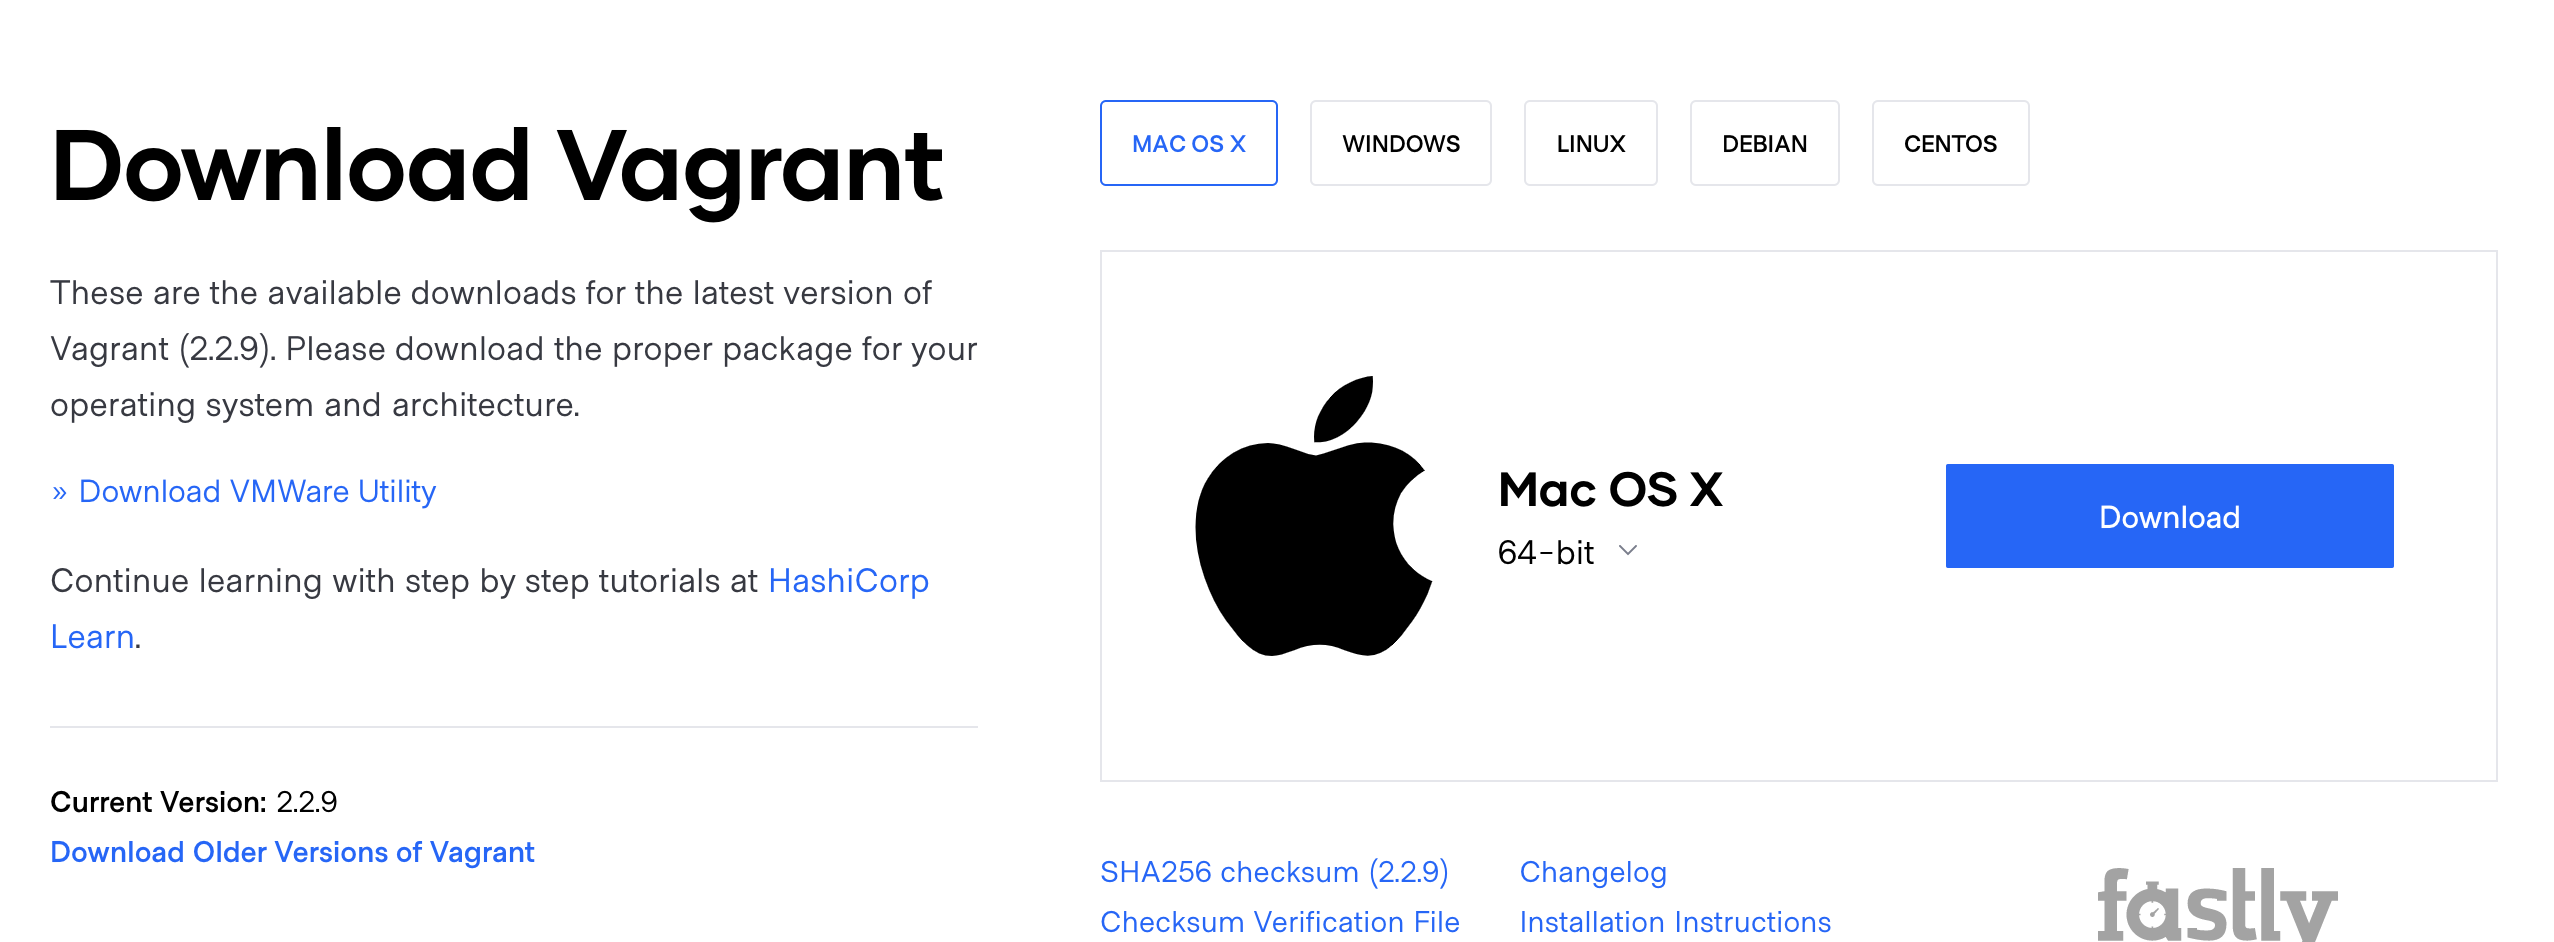 Download Vagrant
These are the available downloads for the latest version of
Vagrant (2.2.9). Please download the proper package for your
operating system and architecture.
» Download VMWare Utility
Continue learning with step by step tutorials at HashiCorp
Learn.
Current Version: 2.2.9
Download Older Versions of Vagrant
MAC OS X
WINDOWS
LINUX
DEBIAN
CENTOS
Mac OS X
64-bit
Download
SHA256 checksum (2.2.9)
Changelog
Checksum Verification File
Installation Instructions
fastly